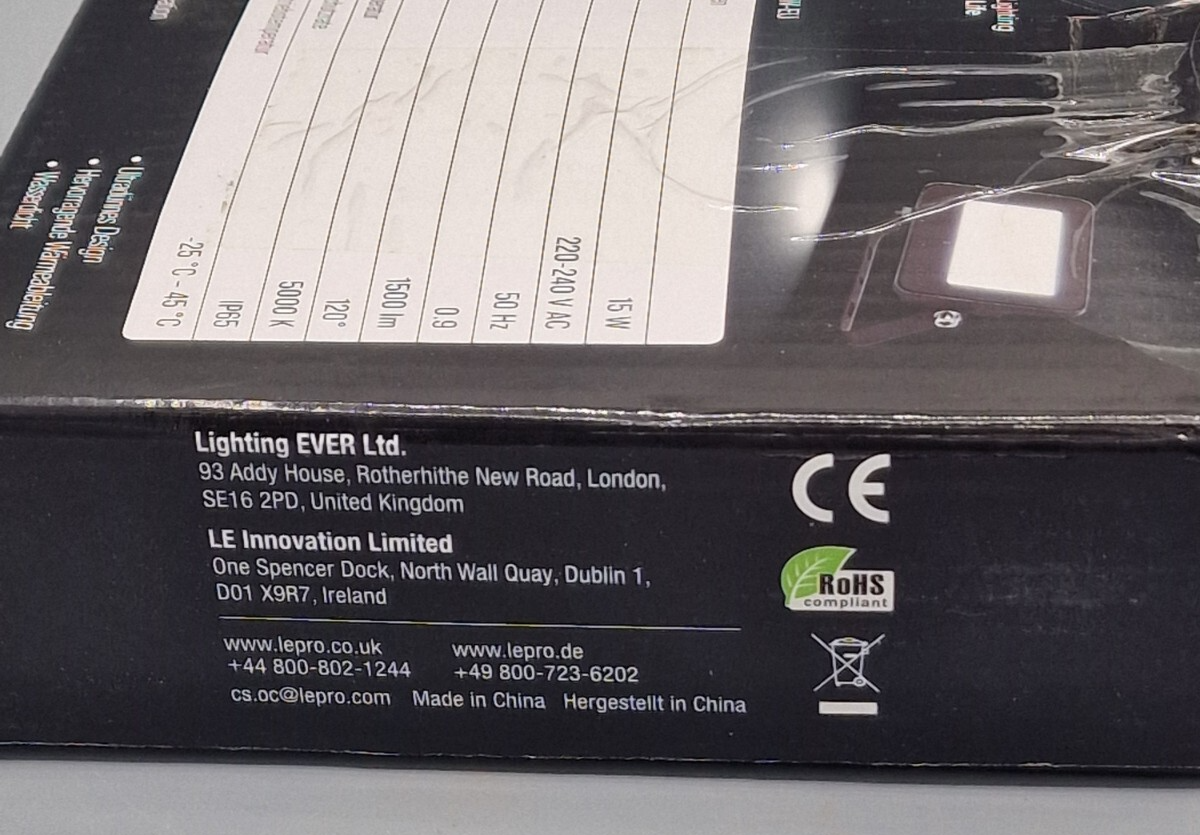 Lighting
Life
• Ultradünnes Design
• Hervorragende Wärmeableitung
• Wasserdicht
15 W
220-240 V AC
50 Hz
0.9
1500 lm
120°
5000 K
IP65
-25 °C ~ 45 °C
Lighting EVER Ltd.
93 Addy House, Rotherhithe New Road, London,
SE16 2PD, United Kingdom
LE Innovation Limited
One Spencer Dock, North Wall Quay, Dublin 1,
D01 X9R7, Ireland
www.lepro.co.uk
+44 800-802-1244
www.lepro.de
+49 800-723-6202
cs.oc@lepro.com Made in China Hergestellt in China
CE
RoHS
compliant